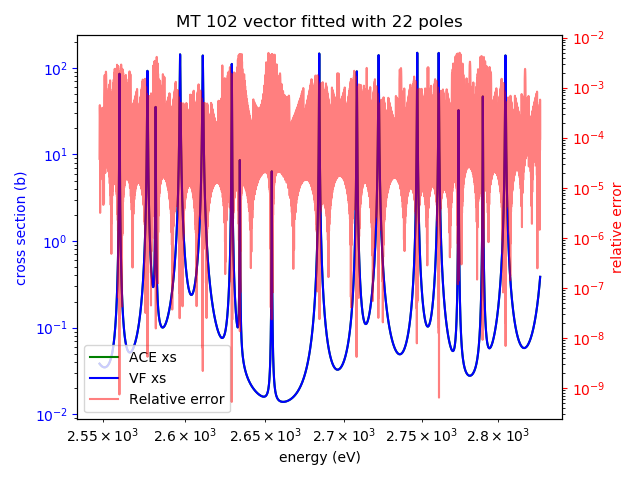 MT 102 vector fitted with 22 poles
cross section (b)
10² 10¹ 10⁰ 10⁻¹ 10⁻²
10⁻² 10⁻³ 10⁻⁴ 10⁻⁵ 10⁻⁶ 10⁻⁷ 10⁻⁸ 10⁻⁹
relative error
ACE xs
VF xs
Relative error
2.55×10³ 2.6×10³ 2.65×10³ 2.7×10³ 2.75×10³ 2.8×10³
energy (eV)